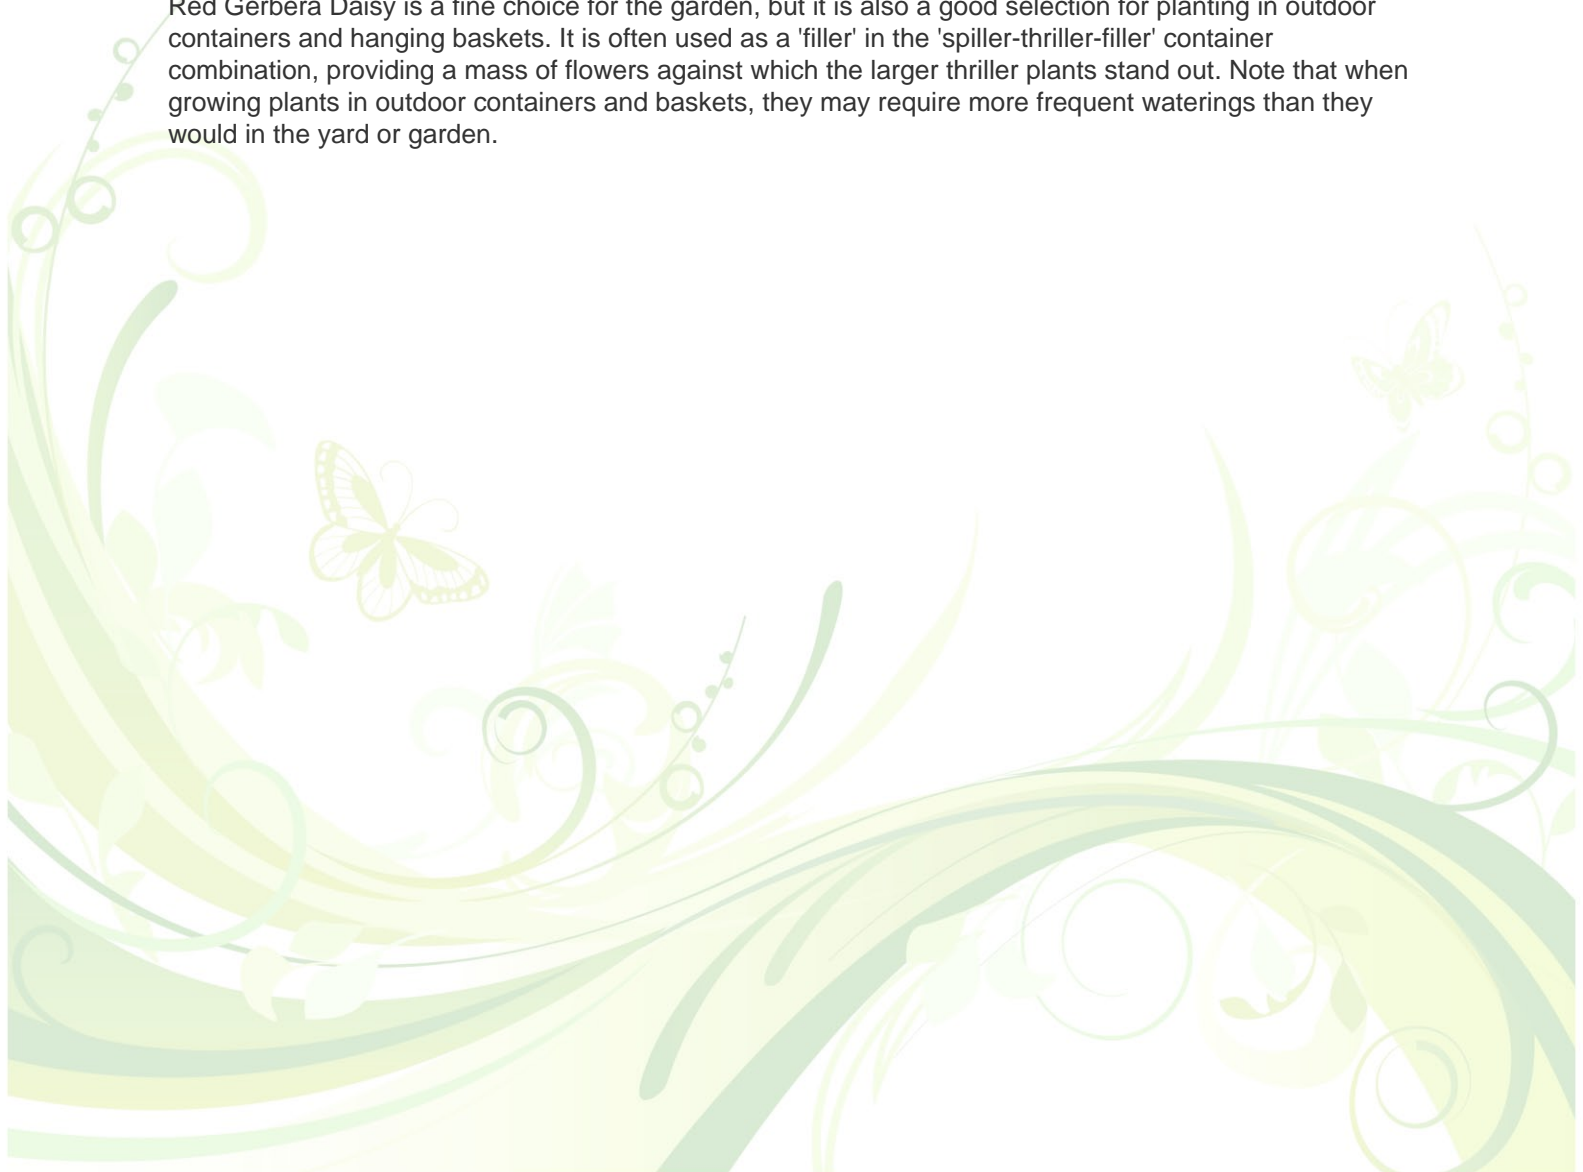 Red Gerbera Daisy is a fine choice for the garden, but it is also a good selection for planting in outdoor
containers and hanging baskets. It is often used as a 'filler' in the 'spiller-thriller-filler' container
combination, providing a mass of flowers against which the larger thriller plants stand out. Note that when
growing plants in outdoor containers and baskets, they may require more frequent waterings than they
would in the yard or garden.